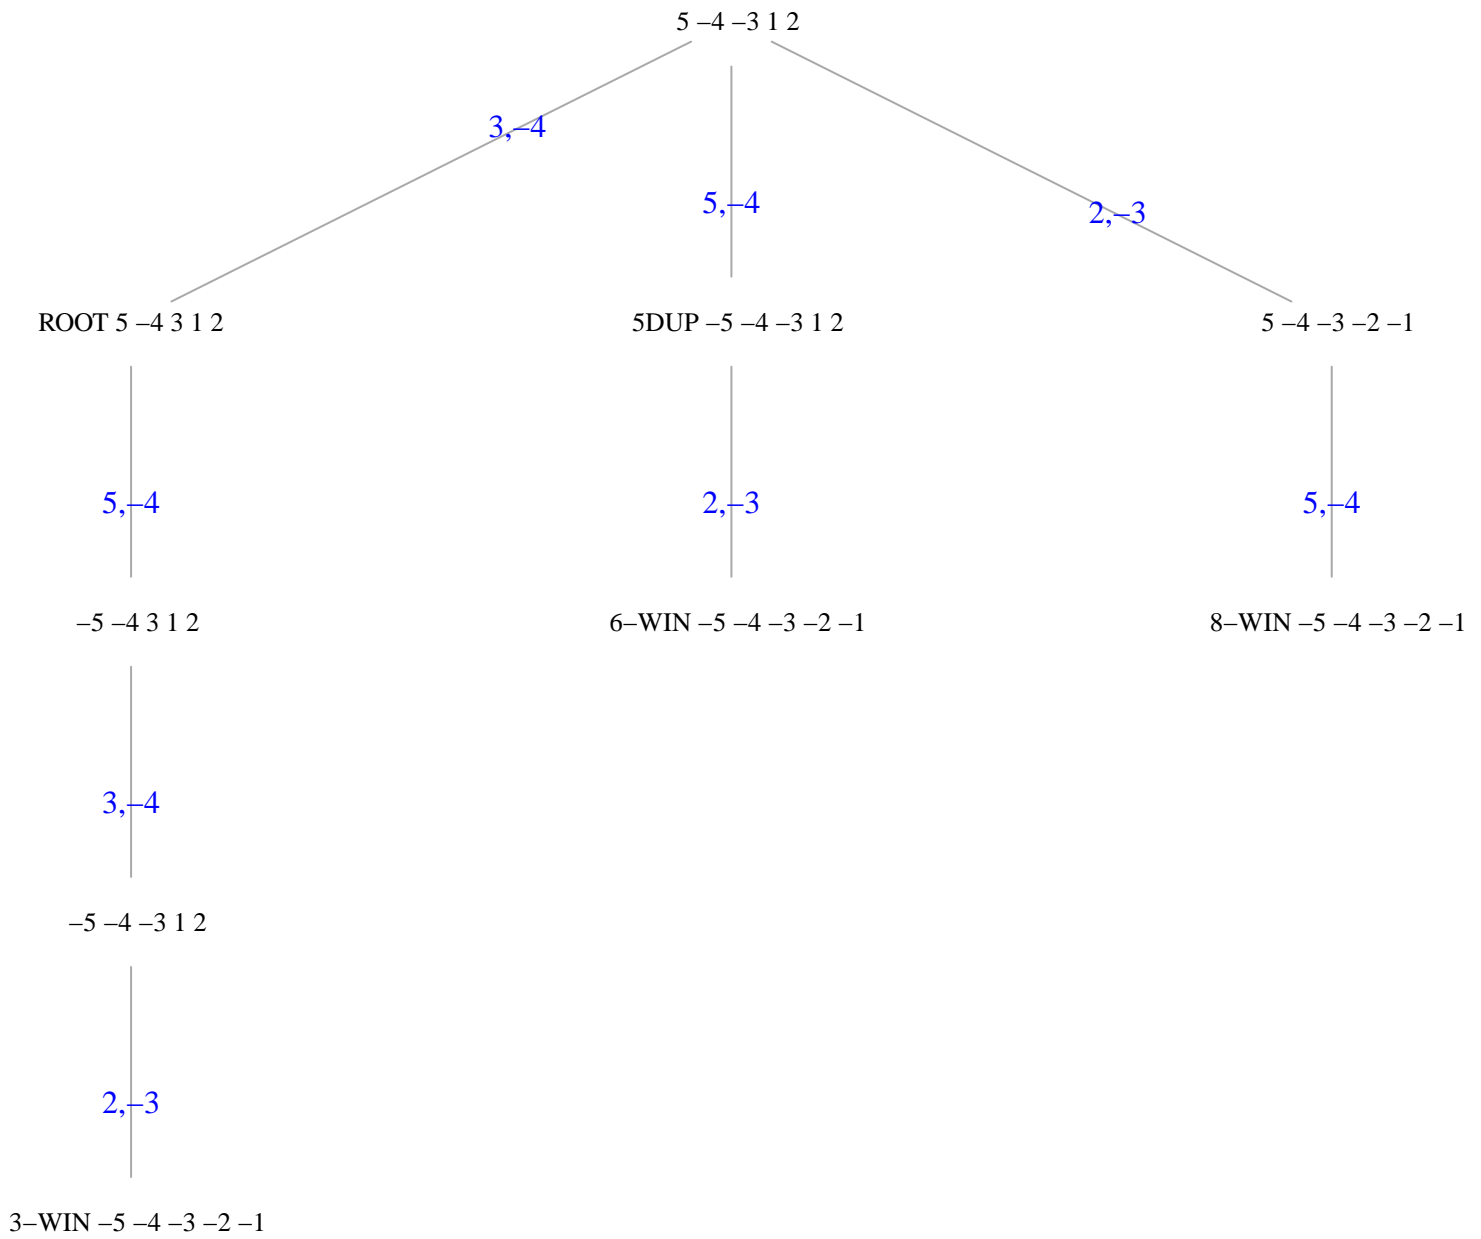 5 –4 –3 1 2
3,–4
5,–4
2,–3
ROOT 5 –4 3 1 2
5DUP –5 –4 –3 1 2
5 –4 –3 –2 –1
5,–4
2,–3
5,–4
–5 –4 3 1 2
6–WIN –5 –4 –3 –2 –1
8–WIN –5 –4 –3 –2 –1
3,–4
–5 –4 –3 1 2
2,–3
3–WIN –5 –4 –3 –2 –1